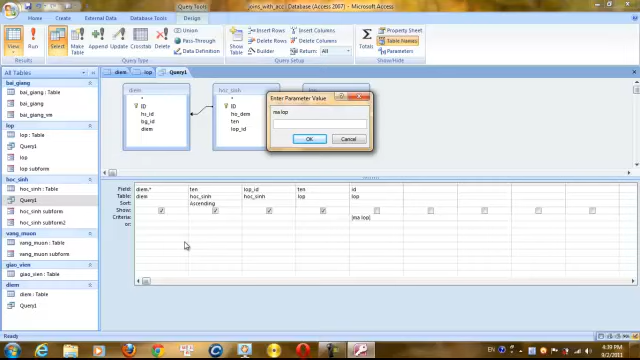 Query Tools
joins_with_acc : Database (Access 2007) - Microsoft Access
Home
Create
External Data
Database Tools
Design
View
Run
Select
Make Table
Append
Update
Crosstab
Delete
Union
Pass-Through
Data Definition
Show Table
Insert Rows
Delete Rows
Builder
Insert Columns
Delete Columns
Return: All
Totals
Property Sheet
Table Names
Parameters
Results
Query Type
Query Setup
Show/Hide
All Tables
bai_giang
bai_giang : Table
bai_giang
bai_giang_vm
lop
lop : Table
Query1
lop subform
hoc_sinh
hoc_sinh : Table
Query1
hoc_sinh subform
hoc_sinh subform2
vang_muon
vang_muon : Table
vang_muon subform
giao_vien
giao_vien : Table
diem
diem : Table
Query1
diem
lop
Query1
diem
*
ID
hs_id
bg_id
diem
hoc_sinh
*
ID
ho_dem
ten
lop_id
lop
Enter Parameter Value
ma lop
OK
Cancel
Field: diem.* ten lop_id ten id
Table: diem hoc_sinh hoc_sinh lop lop
Sort: Ascending
Show:
Criteria: [ma lop]
or:
Ready
EN
4:39 PM
9/2/2011